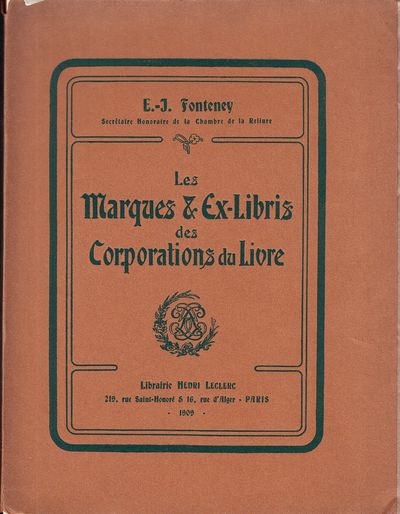 E.-J. Fonteney
Secrétaire Honoraire de la Chambre de la Reliure
Les
Marques & Ex-Libris
des
Corporations du Livre
Librairie HENRI LECLERC
219, rue Saint-Honoré & 16, rue d'Alger - PARIS
- 1909 -